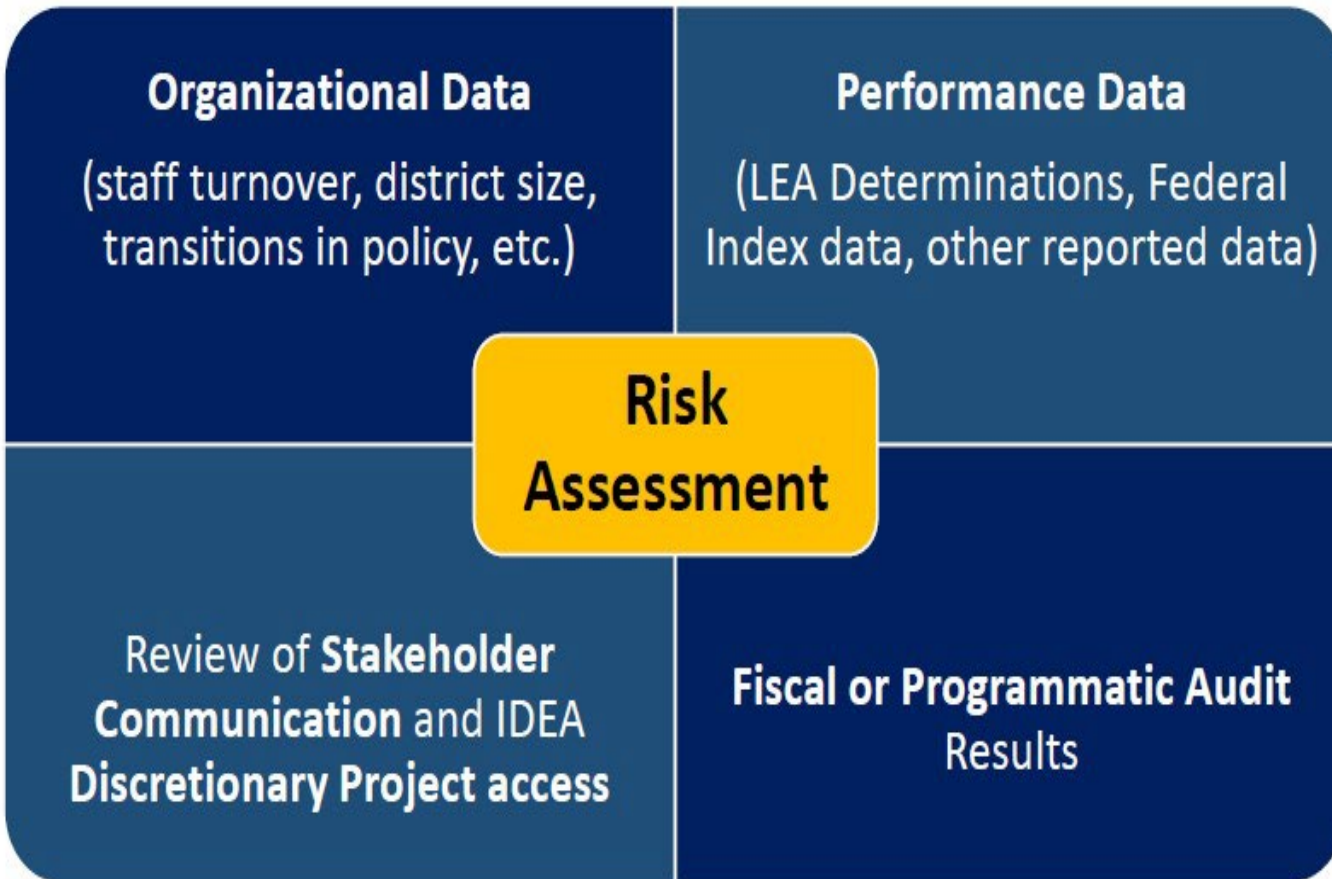 Organizational Data
(staff turnover, district size,
transitions in policy, etc.)
Performance Data
(LEA Determinations, Federal
Index data, other reported data)
Risk
Assessment
Review of Stakeholder
Communication and IDEA
Discretionary Project access
Fiscal or Programmatic Audit
Results